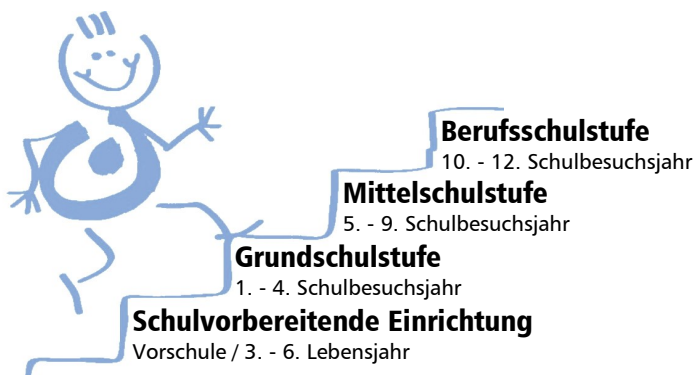 Berufsschulstufe
10. - 12. Schulbesuchsjahr
Mittelschulstufe
5. - 9. Schulbesuchsjahr
Grundschulstufe
1. - 4. Schulbesuchsjahr
Schulvorbereitende Einrichtung
Vorschule / 3. - 6. Lebensjahr